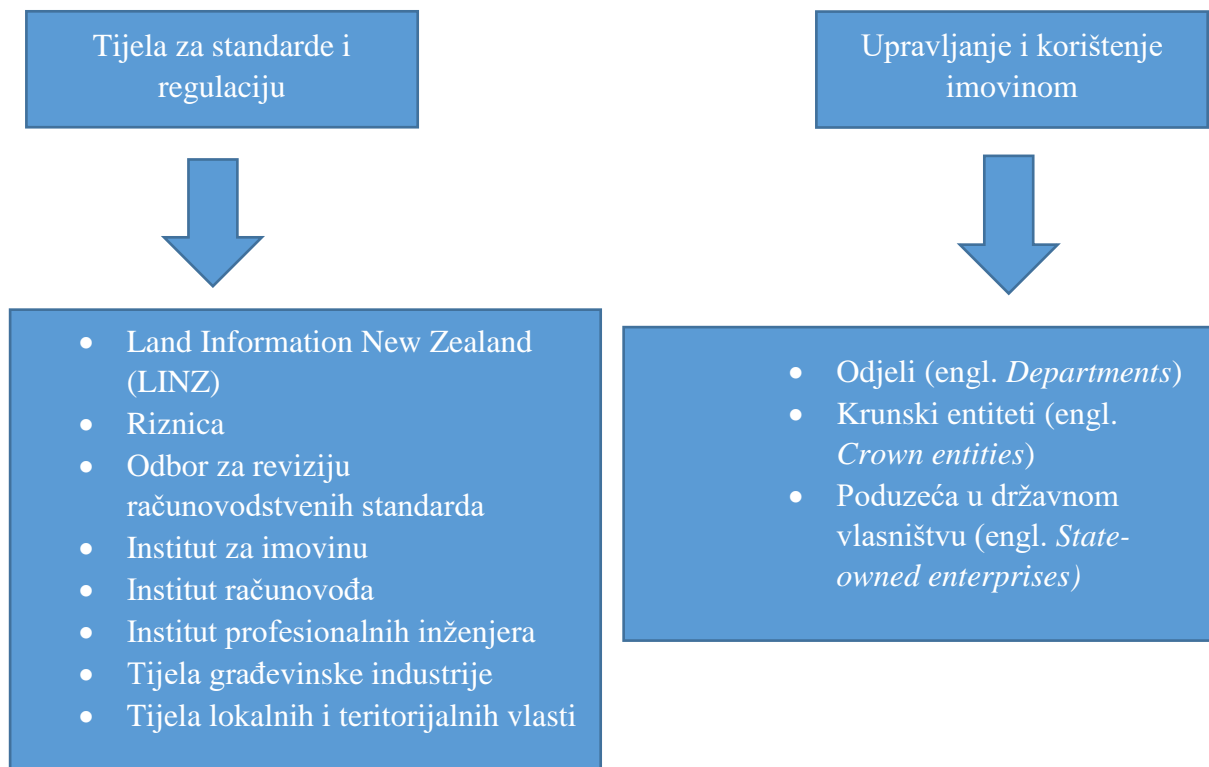 Tijela za standarde i
regulaciju
Upravljanje i korištenje
imovinom
• Land Information New Zealand
(LINZ)
• Riznica
• Odbor za reviziju
računovodstvenih standarda
• Institut za imovinu
• Institut računovođa
• Institut profesionalnih inženjera
• Tijela građevinske industrije
• Tijela lokalnih i teritorijalnih vlasti
• Odjeli (engl. Departments)
• Krunski entiteti (engl.
Crown entities)
• Poduzeća u državnom
vlasništvu (engl. State-
owned enterprises)